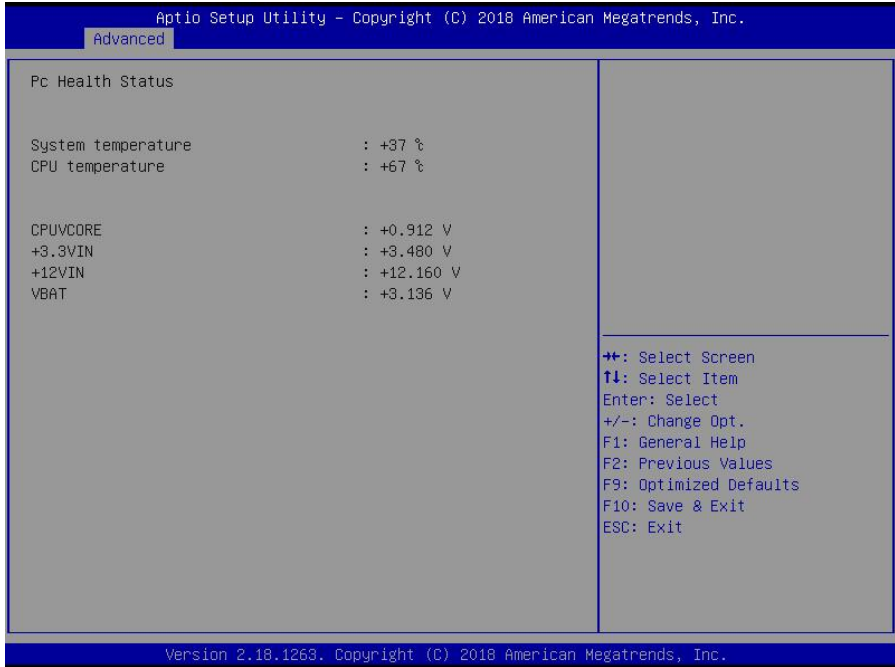 Aptio Setup Utility – Copyright (C) 2018 American Megatrends, Inc.
Advanced
Pc Health Status
System temperature : +37 ℃
CPU temperature : +67 ℃
CPUVCORE : +0.912 V
+3.3VIN : +3.480 V
+12VIN : +12.160 V
VBAT : +3.136 V
→←: Select Screen
↑↓: Select Item
Enter: Select
+/-: Change Opt.
F1: General Help
F2: Previous Values
F9: Optimized Defaults
F10: Save & Exit
ESC: Exit
Version 2.18.1263. Copyright (C) 2018 American Megatrends, Inc.